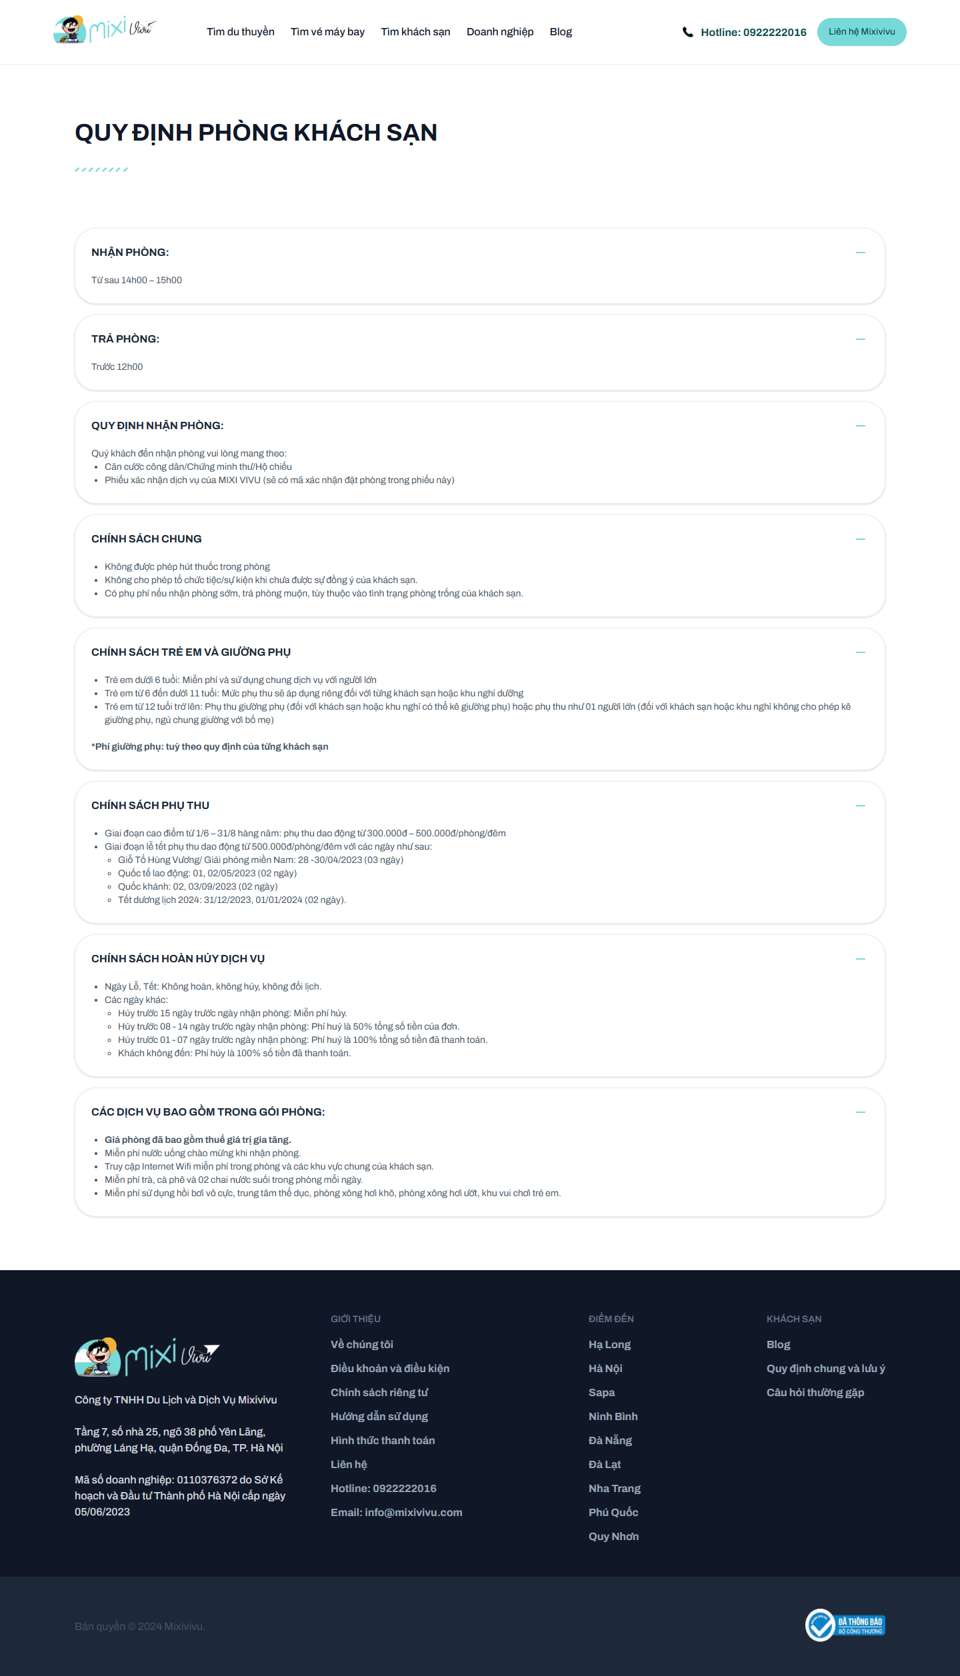 mixi Vivu
Tìm du thuyền
Tìm vé máy bay
Tìm khách sạn
Doanh nghiệp
Blog
Hotline: 0922222016
Liên hệ Mixivivu
QUY ĐỊNH PHÒNG KHÁCH SẠN
NHẬN PHÒNG:
Từ sau 14h00 – 15h00
TRẢ PHÒNG:
Trước 12h00
QUY ĐỊNH NHẬN PHÒNG:
Quý khách đến nhận phòng vui lòng mang theo:
Căn cước công dân/Chứng minh thư/Hộ chiếu
Phiếu xác nhận dịch vụ của MIXI VIVU (sẽ có mã xác nhận đặt phòng trong phiếu này)
CHÍNH SÁCH CHUNG
Không được phép hút thuốc trong phòng
Không cho phép tổ chức tiệc/sự kiện khi chưa được sự đồng ý của khách sạn.
Có phụ phí nếu nhận phòng sớm, trả phòng muộn, tùy thuộc vào tình trạng phòng trống của khách sạn.
CHÍNH SÁCH TRẺ EM VÀ GIƯỜNG PHỤ
Trẻ em dưới 6 tuổi: Miễn phí và sử dụng chung dịch vụ với người lớn
Trẻ em từ 6 đến dưới 11 tuổi: Mức phụ thu sẽ áp dụng riêng đối với từng khách sạn hoặc khu nghỉ dưỡng
Trẻ em từ 12 tuổi trở lên: Phụ thu giường phụ (đối với khách sạn hoặc khu nghỉ có thể kê giường phụ) hoặc phụ thu như 01 người lớn (đối với khách sạn hoặc khu nghỉ không cho phép kê
giường phụ, ngủ chung giường với bố mẹ)
*Phí giường phụ: tuỳ theo quy định của từng khách sạn
CHÍNH SÁCH PHỤ THU
Giai đoạn cao điểm từ 1/6 – 31/8 hàng năm: phụ thu dao động từ 300.000đ – 500.000đ/phòng/đêm
Giai đoạn lễ tết phụ thu dao động từ 500.000đ/phòng/đêm với các ngày như sau:
Giỗ Tổ Hùng Vương/ Giải phòng miền Nam: 28 -30/04/2023 (03 ngày)
Quốc tế lao động: 01, 02/05/2023 (02 ngày)
Quốc khánh: 02, 03/09/2023 (02 ngày)
Tết dương lịch 2024: 31/12/2023, 01/01/2024 (02 ngày).
CHÍNH SÁCH HOÀN HỦY DỊCH VỤ
Ngày Lễ, Tết: Không hoàn, không hủy, không đổi lịch.
Các ngày khác:
Hủy trước 15 ngày trước ngày nhận phòng: Miễn phí hủy.
Hủy trước 08 - 14 ngày trước ngày nhận phòng: Phí huỷ là 50% tổng số tiền của đơn.
Hủy trước 01 - 07 ngày trước ngày nhận phòng: Phí huỷ là 100% tổng số tiền đã thanh toán.
Khách không đến: Phí hủy là 100% số tiền đã thanh toán.
CÁC DỊCH VỤ BAO GỒM TRONG GÓI PHÒNG:
Giá phòng đã bao gồm thuế giá trị gia tăng.
Miễn phí nước uống chào mừng khi nhận phòng.
Truy cập Internet Wifi miễn phí trong phòng và các khu vực chung của khách sạn.
Miễn phí trà, cà phê và 02 chai nước suối trong phòng mỗi ngày.
Miễn phí sử dụng hồi bơi vô cực, trung tâm thể dục, phòng xông hơi khô, phòng xông hơi ướt, khu vui chơi trẻ em.
mixi Vivu
Công ty TNHH Du Lịch và Dịch Vụ Mixivivu
Tầng 7, số nhà 25, ngõ 38 phố Yên Lãng,
phường Láng Hạ, quận Đống Đa, TP. Hà Nội
Mã số doanh nghiệp: 0110376372 do Sở Kế
hoạch và Đầu tư Thành phố Hà Nội cấp ngày
05/06/2023
GIỚI THIỆU
Về chúng tôi
Điều khoản và điều kiện
Chính sách riêng tư
Hướng dẫn sử dụng
Hình thức thanh toán
Liên hệ
Hotline: 0922222016
Email: info@mixivivu.com
ĐIỂM ĐẾN
Hạ Long
Hà Nội
Sapa
Ninh Bình
Đà Nẵng
Đà Lạt
Nha Trang
Phú Quốc
Quy Nhơn
KHÁCH SẠN
Blog
Quy định chung và lưu ý
Câu hỏi thường gặp
Bản quyền © 2024 Mixivivu.
ĐÃ THÔNG BÁO
BỘ CÔNG THƯƠNG